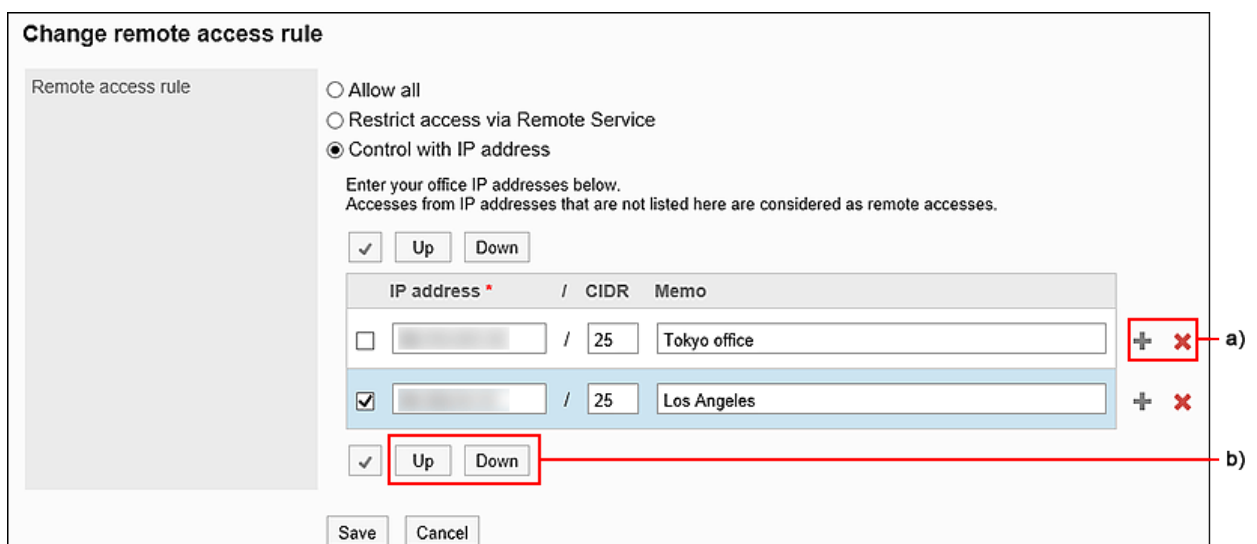 Change remote access rule
Remote access rule
Allow all
Restrict access via Remote Service
Control with IP address
Enter your office IP addresses below.
Accesses from IP addresses that are not listed here are considered as remote accesses.
Up Down
IP address * / CIDR Memo
/ 25 Tokyo office
a)
/ 25 Los Angeles
Up Down
b)
Save Cancel